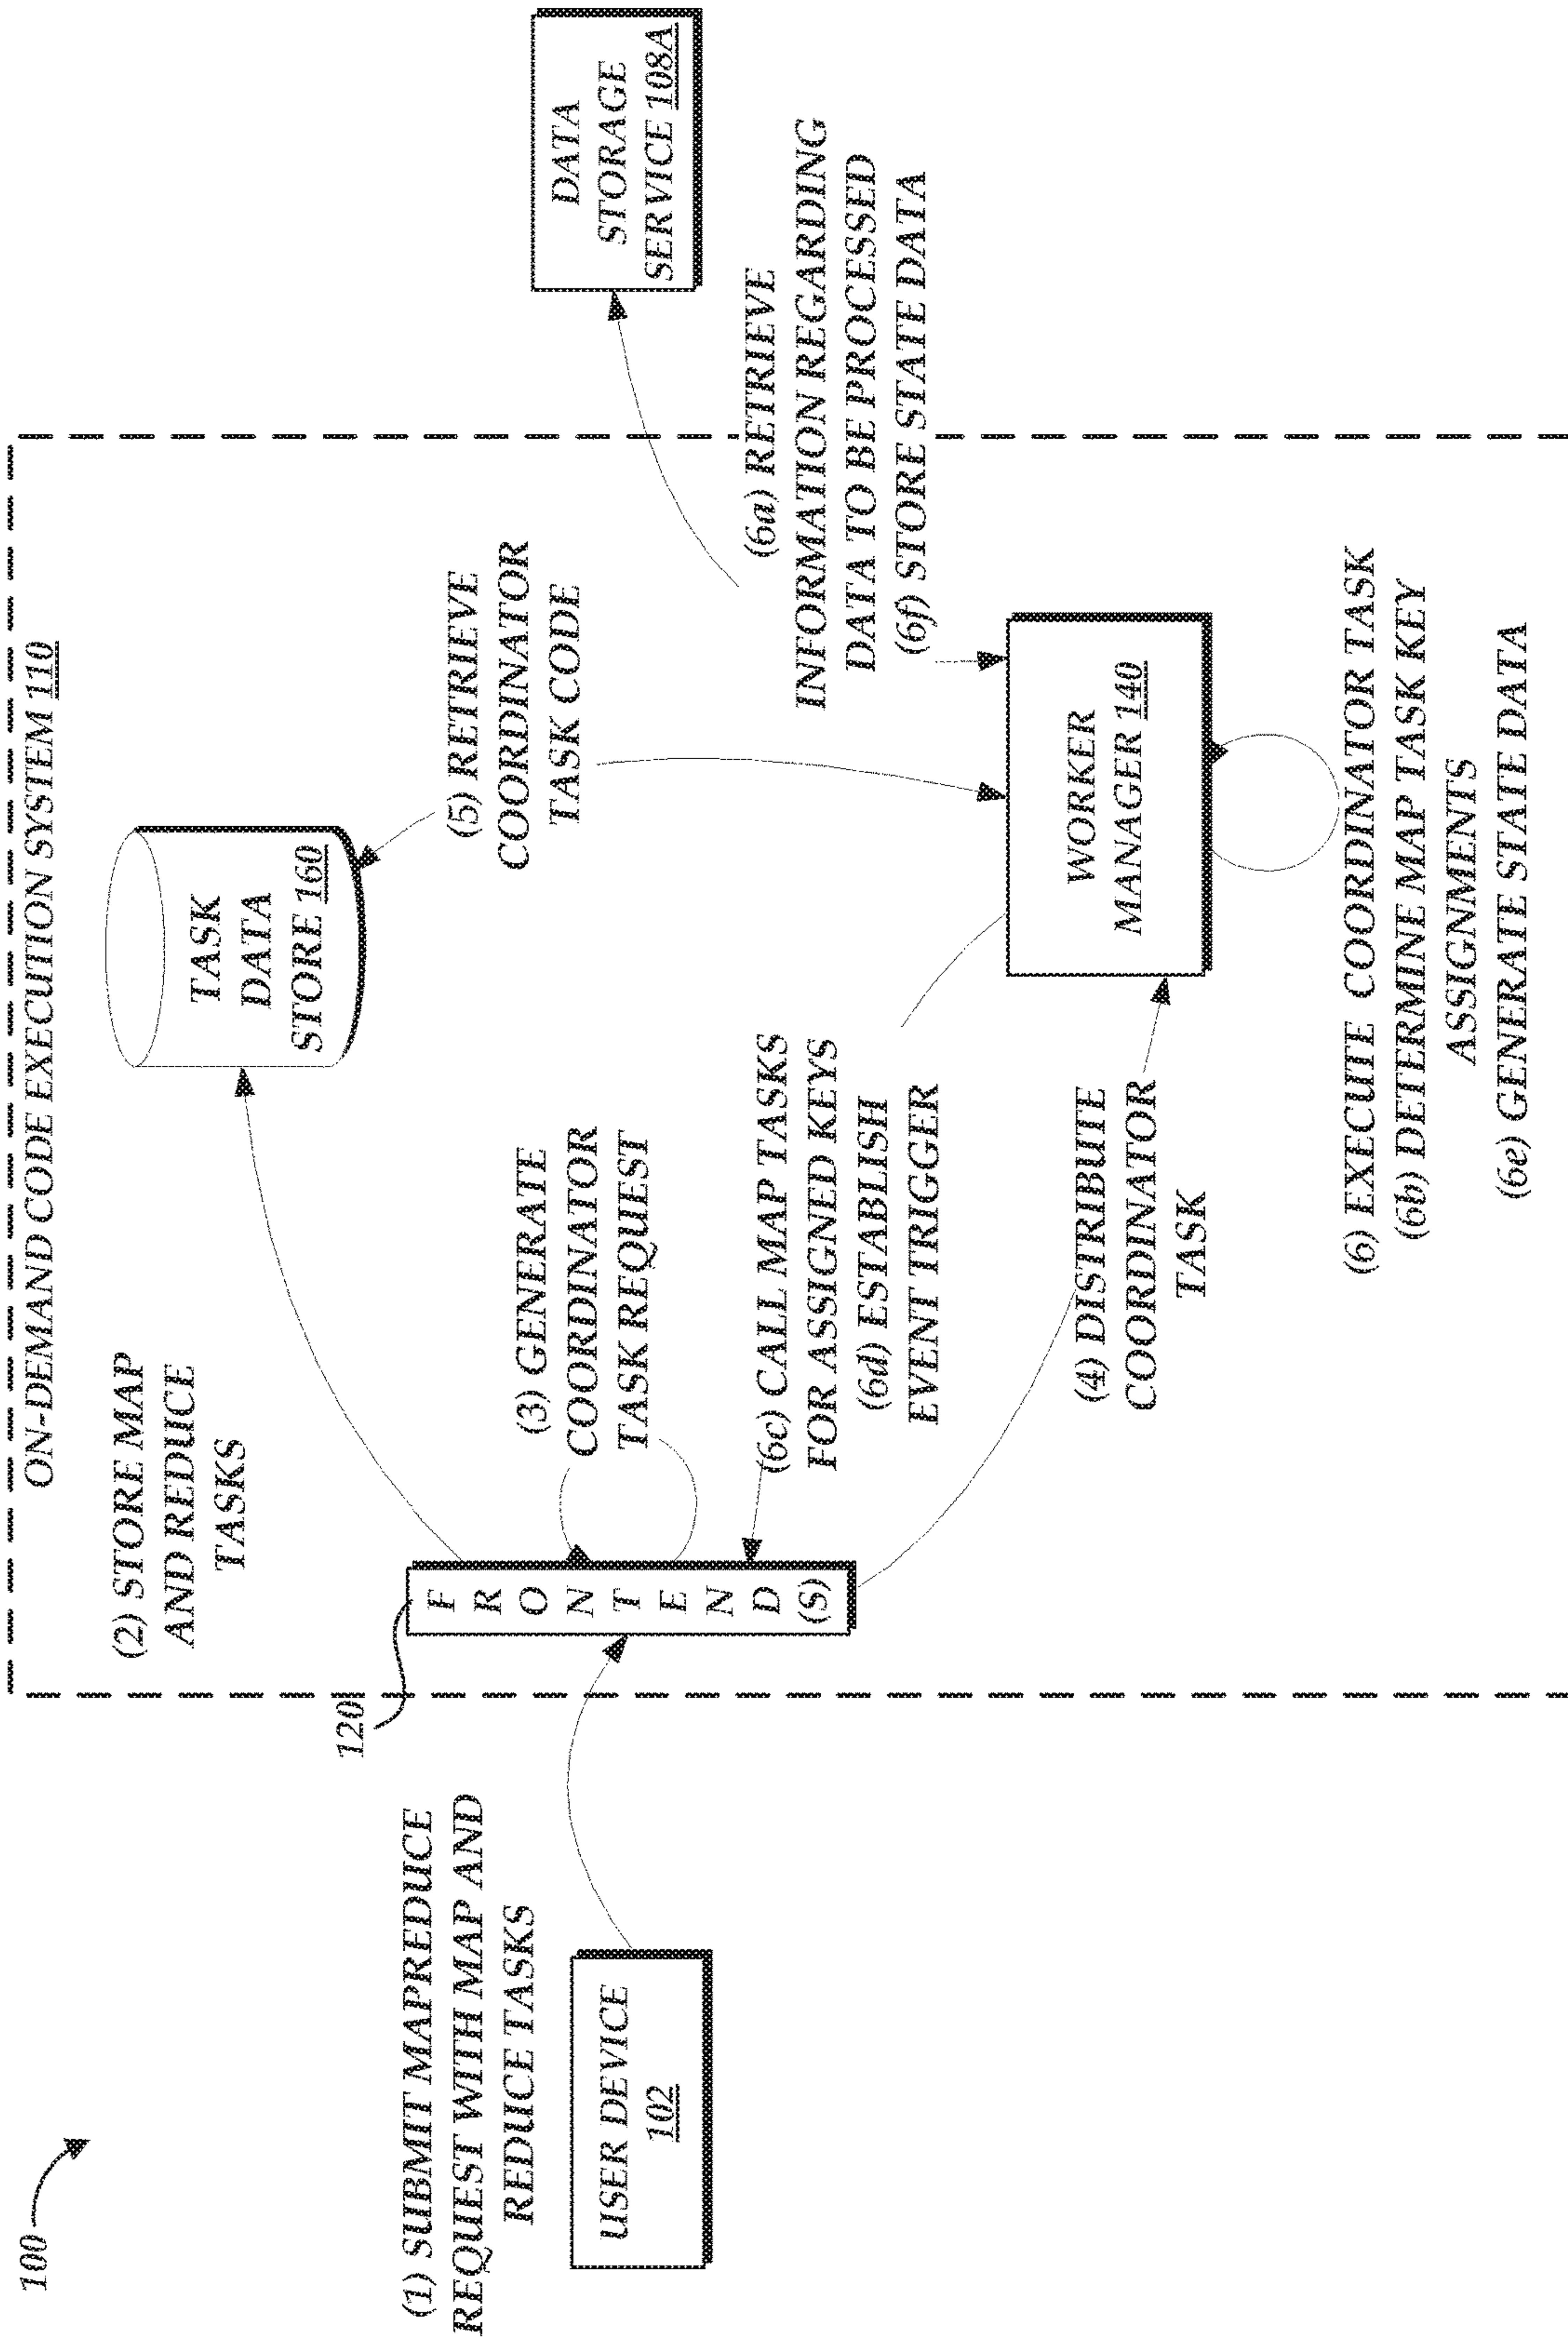 100
ON-DEMAND CODE EXECUTION SYSTEM 110
(2) STORE MAP
AND REDUCE
TASKS
TASK
DATA
STORE 160
120
(1) SUBMIT MAPREDUCE
REQUEST WITH MAP AND
REDUCE TASKS
USER DEVICE
102
F
R
O
N
T
E
N
D
(S)
(3) GENERATE
COORDINATOR
TASK REQUEST
(5) RETRIEVE
COORDINATOR
TASK CODE
DATA
STORAGE
SERVICE 108A
(6a) RETRIEVE
INFORMATION REGARDING
DATA TO BE PROCESSED
(6f) STORE STATE DATA
(6c) CALL MAP TASKS
FOR ASSIGNED KEYS
(6d) ESTABLISH
EVENT TRIGGER
WORKER
MANAGER 140
(4) DISTRIBUTE
COORDINATOR
TASK
(6) EXECUTE COORDINATOR TASK
(6b) DETERMINE MAP TASK KEY
ASSIGNMENTS
(6e) GENERATE STATE DATA